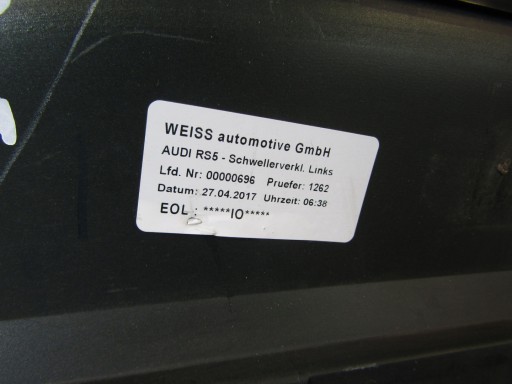 WEISS automotive GmbH
AUDI RS5 - Schwellerverkl. Links
Lfd. Nr: 00000696 Pruefer: 1262
Datum: 27.04.2017 Uhrzeit: 06:38
EOL : *****IO*****